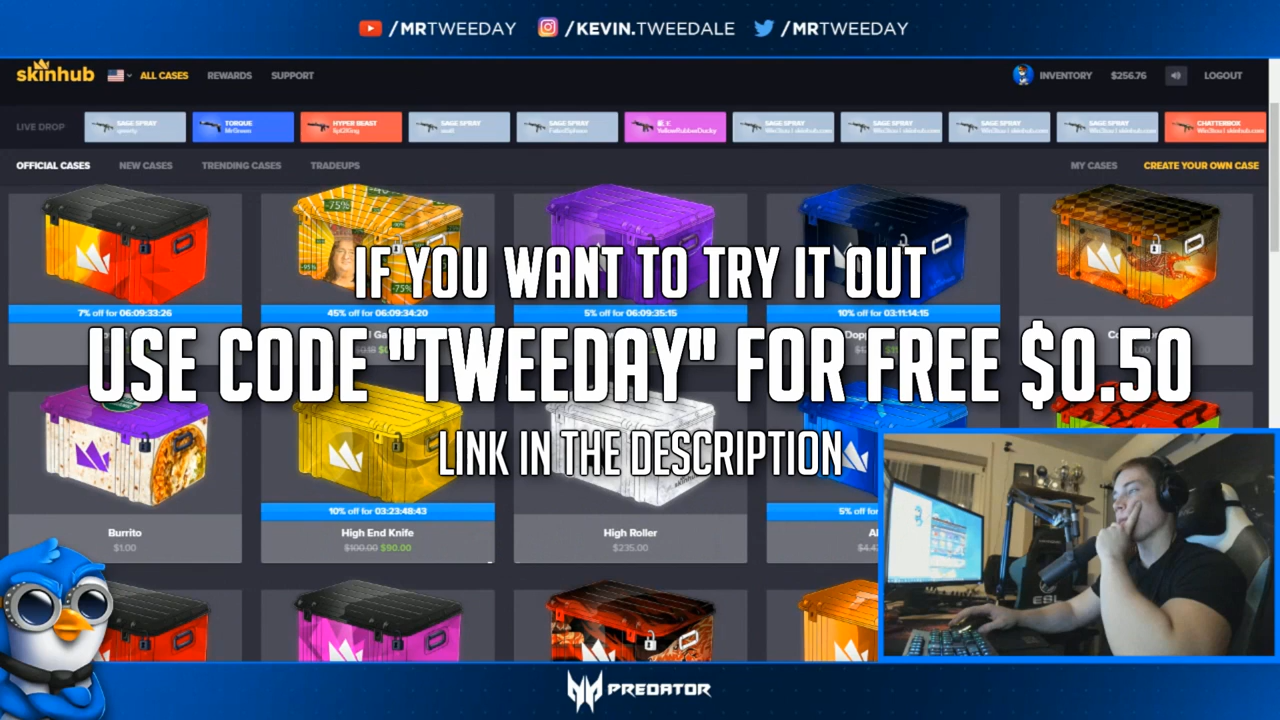 /MRTWEEDAY /KEVIN.TWEEDALE /MRTWEEDAY
skinhub ALL CASES REWARDS SUPPORT INVENTORY $256.76 LOGOUT
LIVE DROP
SAGE SPRAY
TORQUE
MrGreen
HYPER BEAST
SAGE SPRAY
SAGE SPRAY
YellowRubberDucky
SAGE SPRAY
SAGE SPRAY
SAGE SPRAY
SAGE SPRAY
CHATTERBOX
OFFICIAL CASES NEW CASES TRENDING CASES TRADEUPS MY CASES CREATE YOUR OWN CASE
-75%
-75%
7% off for 06:09:33:26
45% off for 06:09:34:20
5% off for 06:09:35:15
10% off for 03:11:14:15
IF YOU WANT TO TRY IT OUT
USE CODE "TWEEDAY" FOR FREE $0.50
LINK IN THE DESCRIPTION
10% off for 03:23:48:43
5% off for
Burrito
$1.00
High End Knife
$100.00 $90.00
High Roller
$235.00
PREDATOR